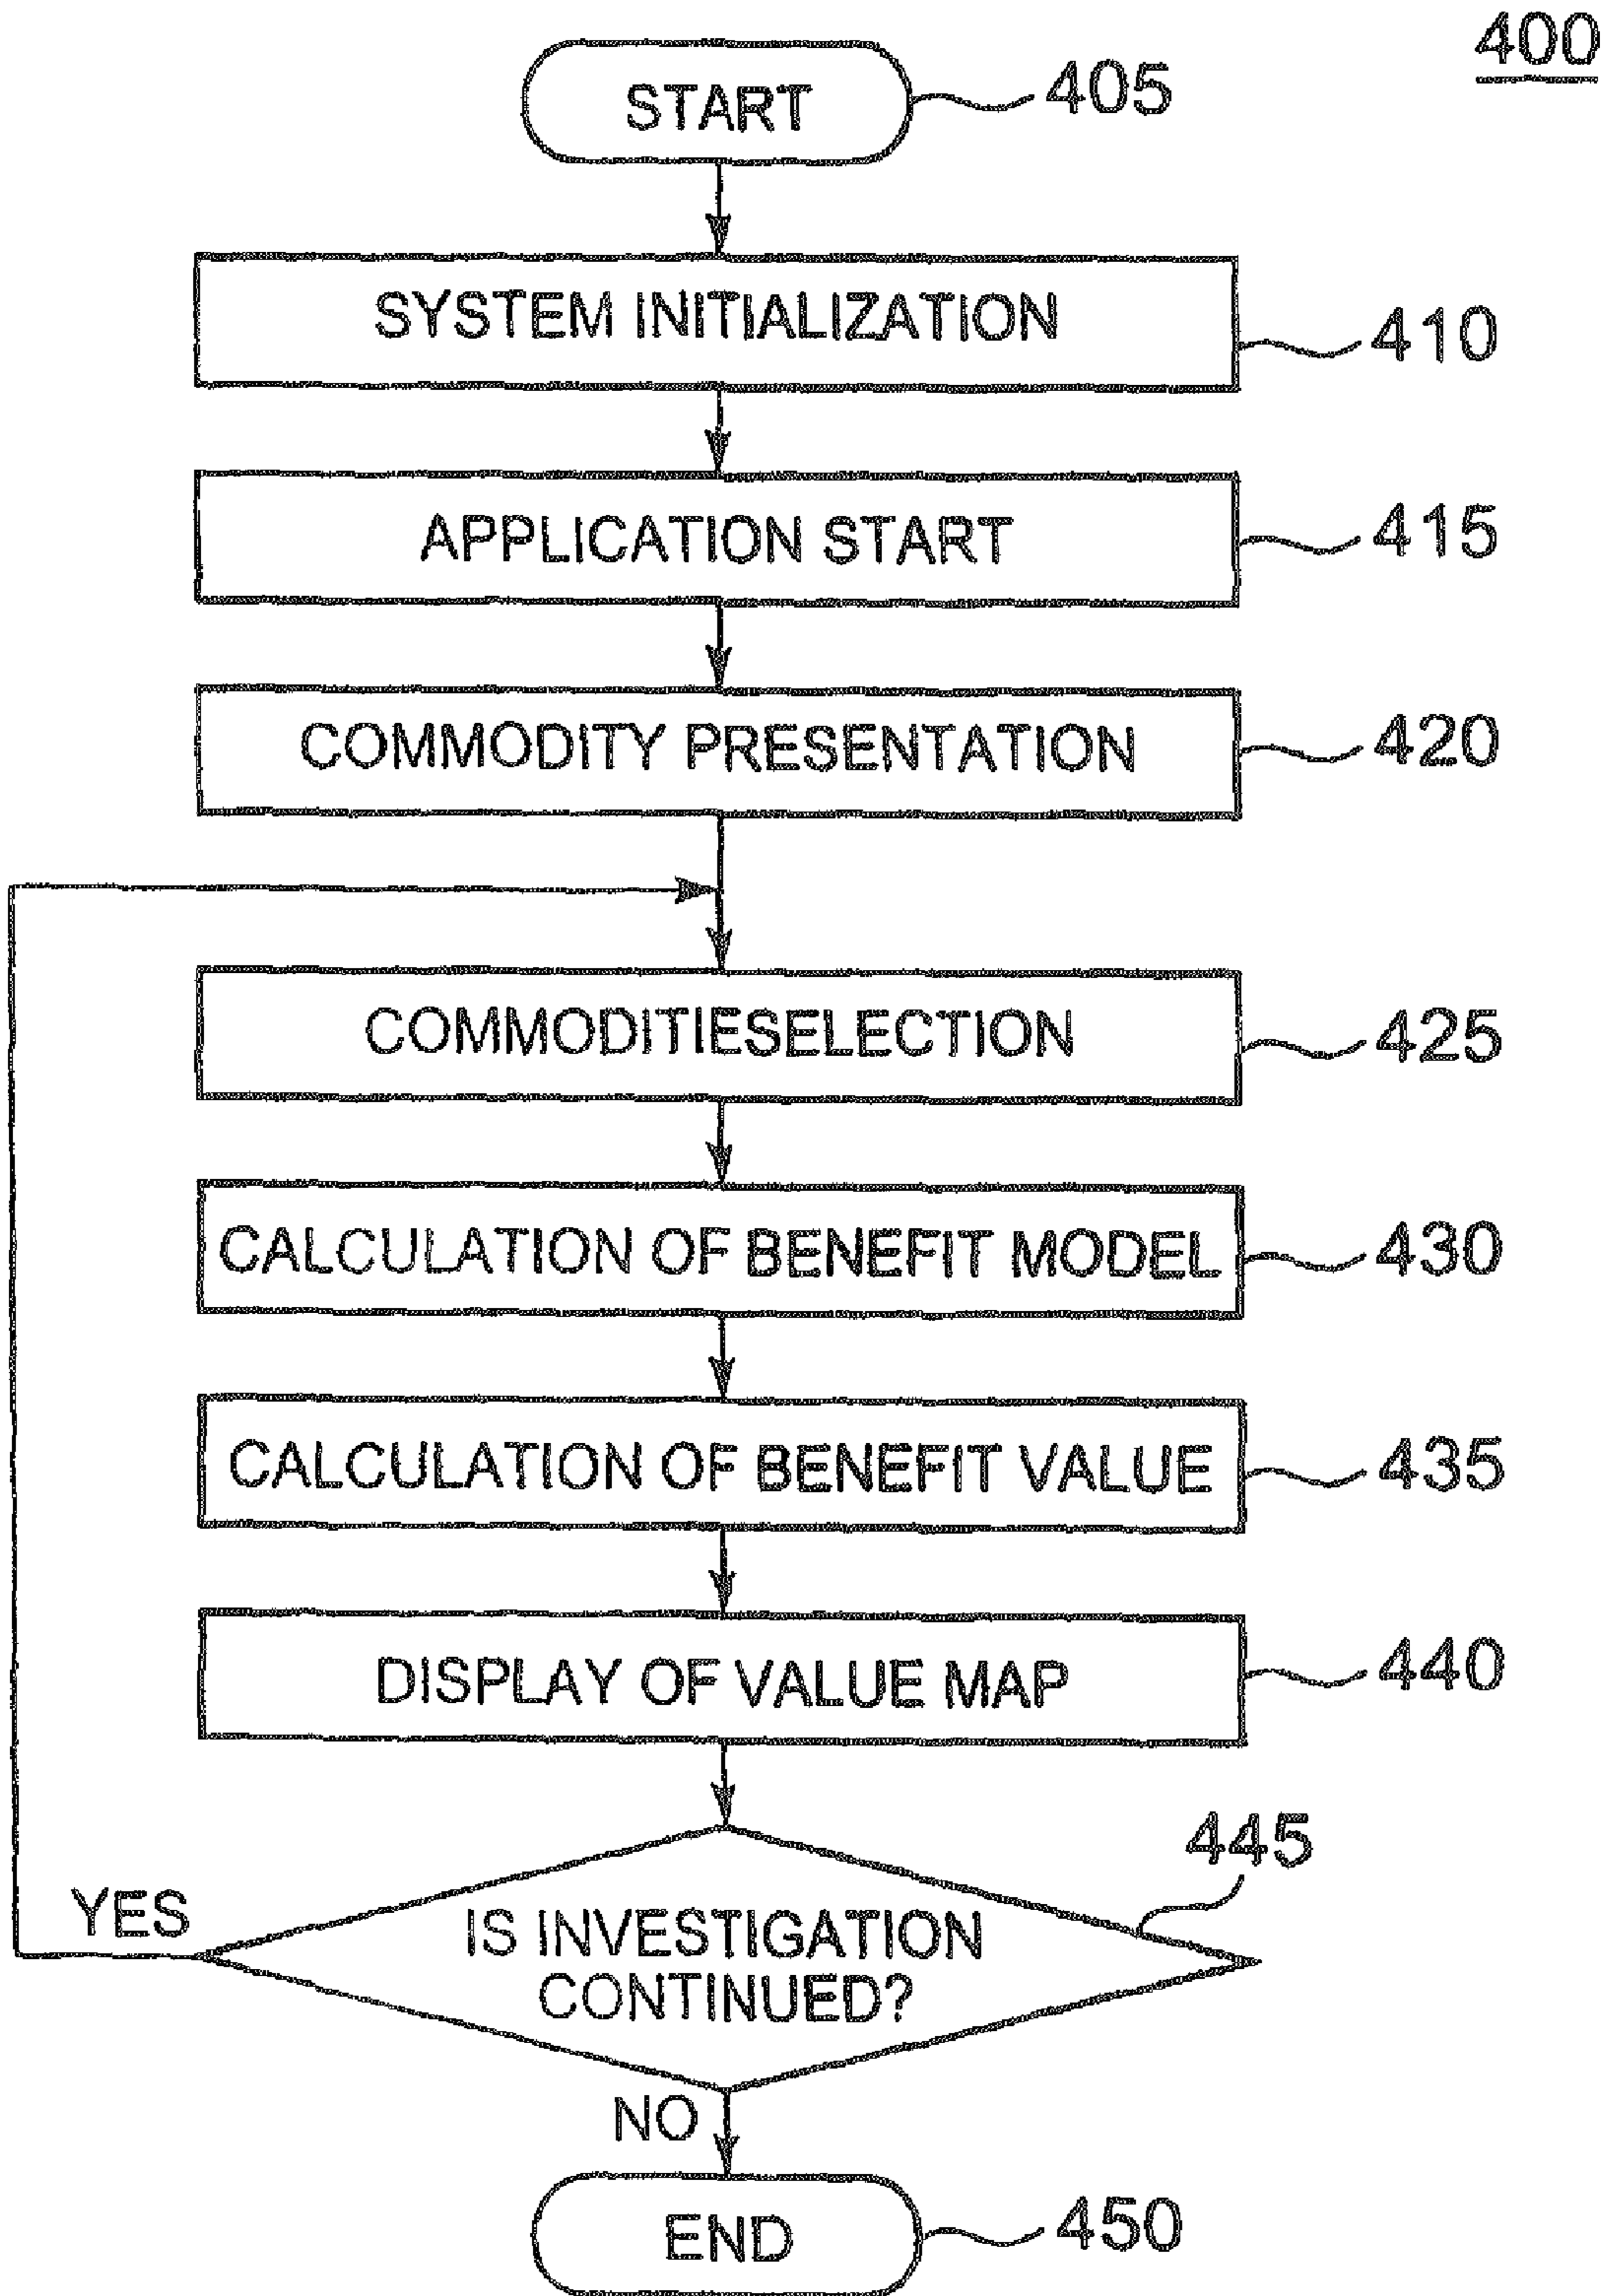 400
START
405
SYSTEM INITIALIZATION
410
APPLICATION START
415
COMMODITY PRESENTATION
420
COMMODITIESELECTION
425
CALCULATION OF BENEFIT MODEL
430
CALCULATION OF BENEFIT VALUE
435
DISPLAY OF VALUE MAP
440
445
YES
IS INVESTIGATION
CONTINUED?
NO
END
450